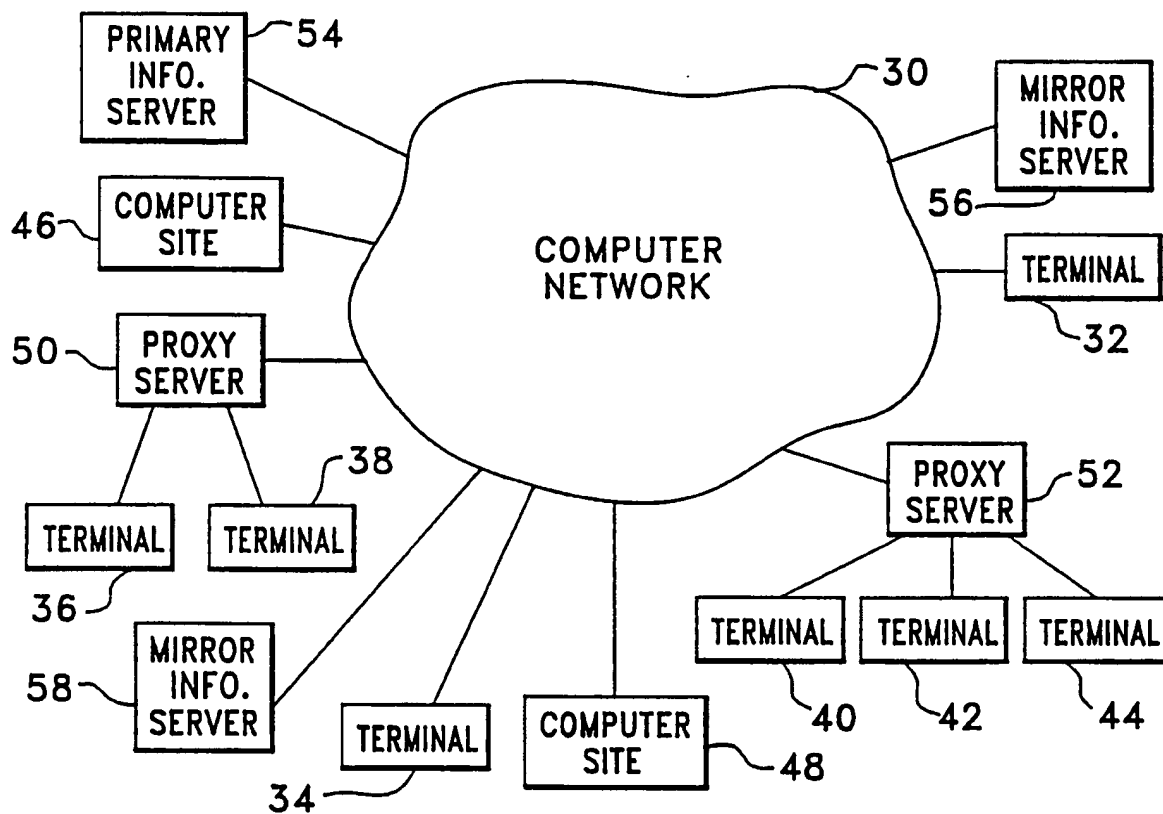 PRIMARY
INFO.
SERVER
54
30
MIRROR
INFO.
SERVER
56
46
COMPUTER
SITE
COMPUTER
NETWORK
TERMINAL
32
50
PROXY
SERVER
38
TERMINAL
TERMINAL
36
PROXY
SERVER
52
TERMINAL
TERMINAL
TERMINAL
40
42
44
58
MIRROR
INFO.
SERVER
TERMINAL
34
COMPUTER
SITE
48